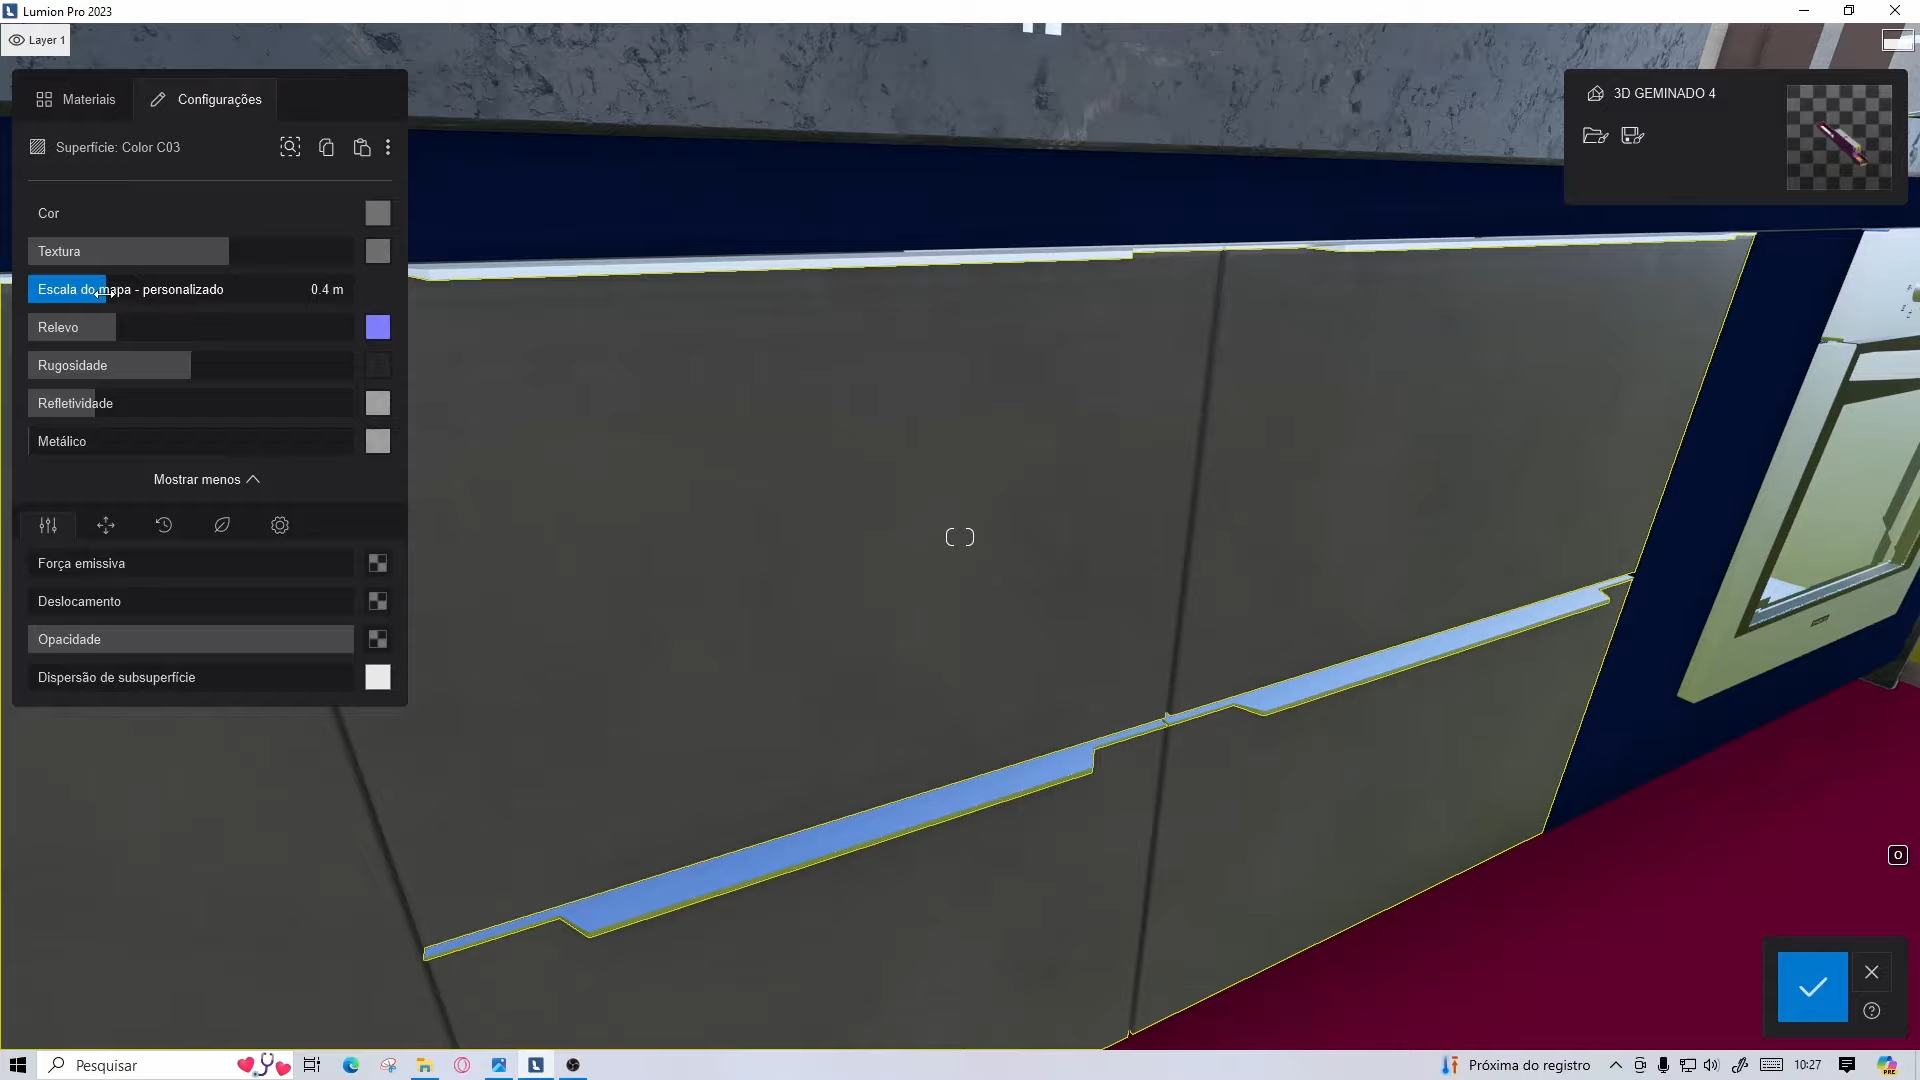 Lumion Pro 2023
Layer 1
Materiais
Configurações
Superfície: Color C03
Cor
Textura
Escala do mapa - personalizado 0.4 m
Relevo
Rugosidade
Refletividade
Metálico
Mostrar menos
Força emissiva
Deslocamento
Opacidade
Dispersão de subsuperfície
3D GEMINADO 4
O
Pesquisar
Próxima do registro
10:27
PRE